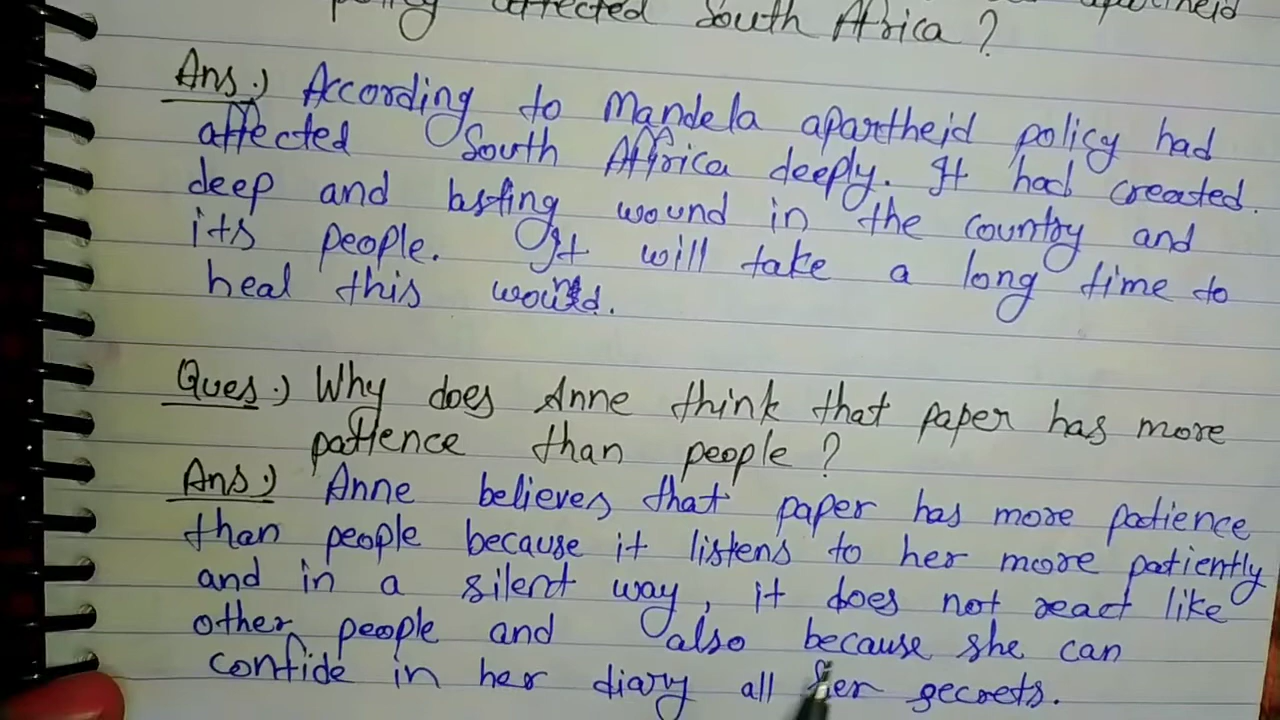 policy affected South Africa ?
Ans:) According to Mandela apartheid policy had
affected South Africa deeply. It had created
deep and lasting wound in the country and
its people. It will take a long time to
heal this wound.
Ques:) Why does Anne think that paper has more
patience than people ?
Ans:) Anne believes that paper has more patience
than people because it listens to her more patiently
and in a silent way, it does not react like
other people and also because she can
confide in her diary all her secrets.